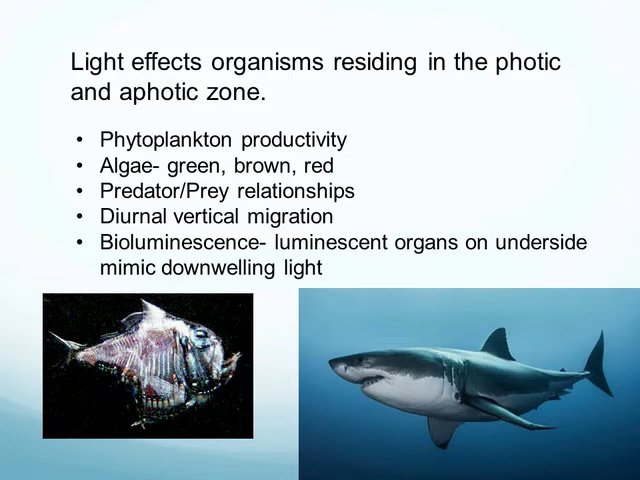 Light effects organisms residing in the photic
and aphotic zone.
• Phytoplankton productivity
• Algae- green, brown, red
• Predator/Prey relationships
• Diurnal vertical migration
• Bioluminescence- luminescent organs on underside
mimic downwelling light